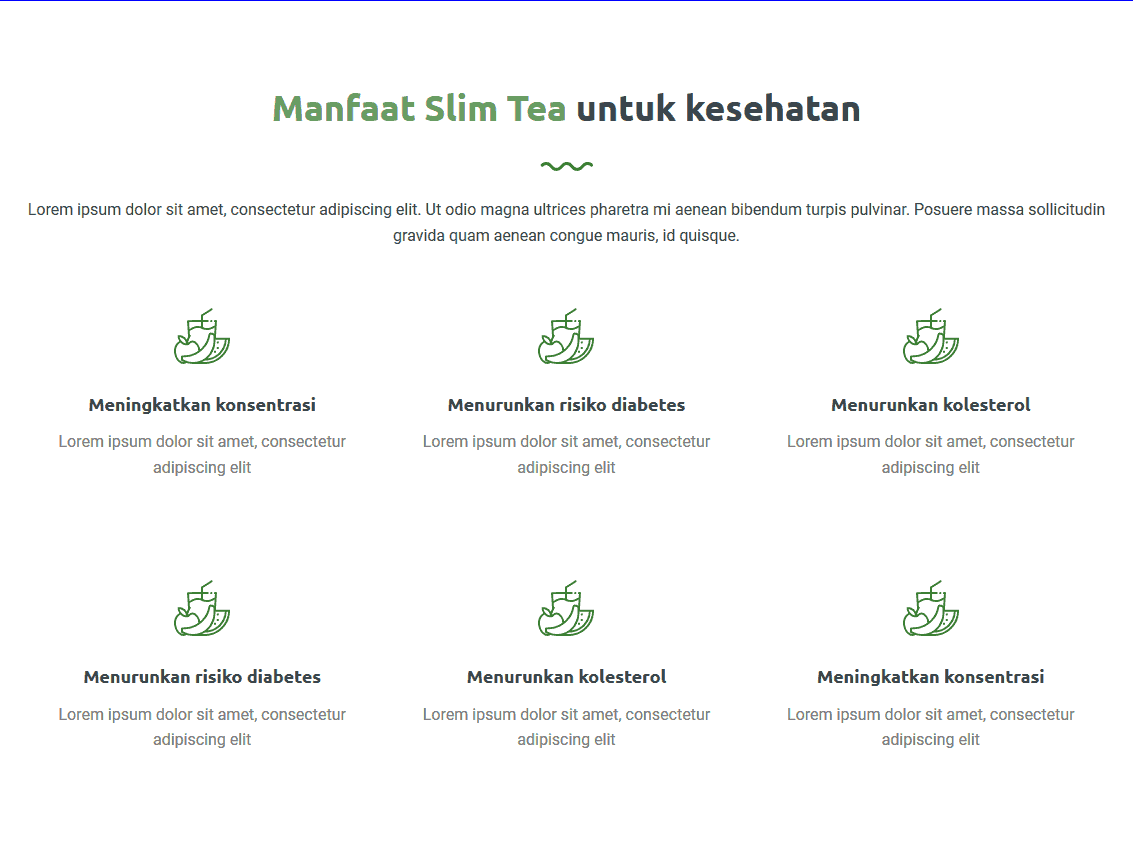 Manfaat Slim Tea untuk kesehatan
Lorem ipsum dolor sit amet, consectetur adipiscing elit. Ut odio magna ultrices pharetra mi aenean bibendum turpis pulvinar. Posuere massa sollicitudin
gravida quam aenean congue mauris, id quisque.
Meningkatkan konsentrasi
Lorem ipsum dolor sit amet, consectetur
adipiscing elit
Menurunkan risiko diabetes
Lorem ipsum dolor sit amet, consectetur
adipiscing elit
Menurunkan kolesterol
Lorem ipsum dolor sit amet, consectetur
adipiscing elit
Menurunkan risiko diabetes
Lorem ipsum dolor sit amet, consectetur
adipiscing elit
Menurunkan kolesterol
Lorem ipsum dolor sit amet, consectetur
adipiscing elit
Meningkatkan konsentrasi
Lorem ipsum dolor sit amet, consectetur
adipiscing elit